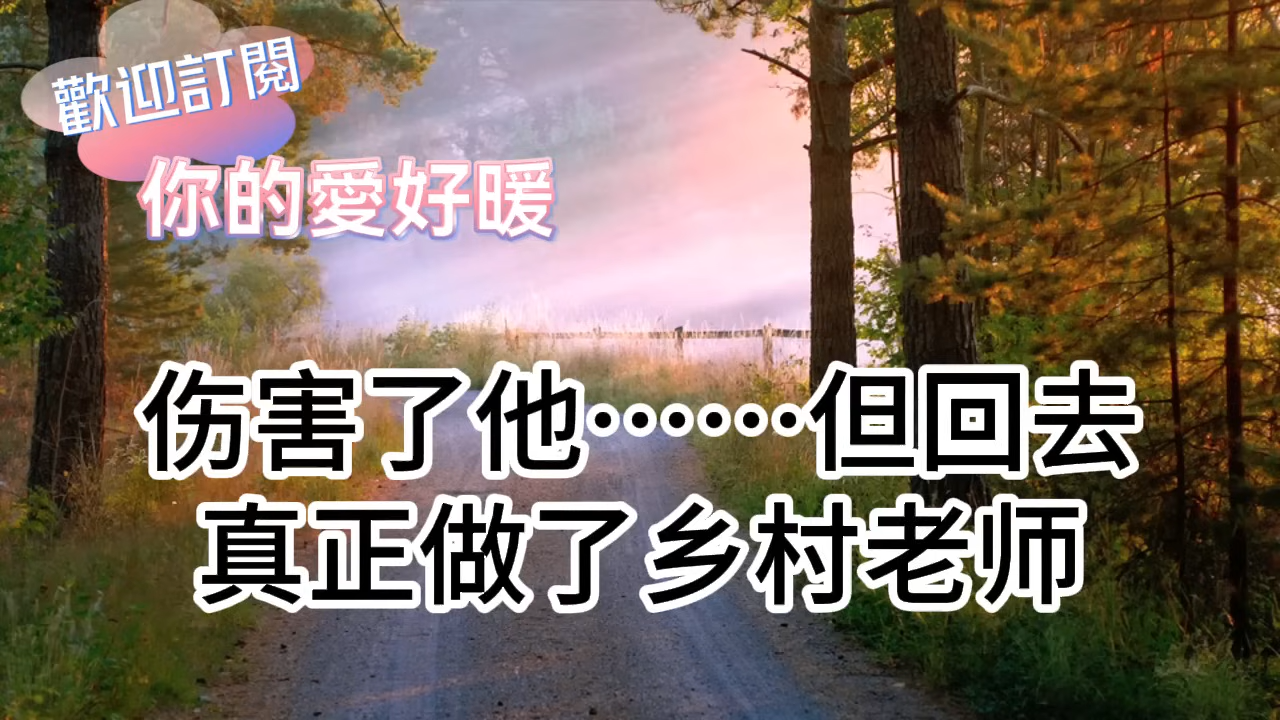 歡迎訂閱
你的愛好暖
伤害了他……但回去
真正做了乡村老师